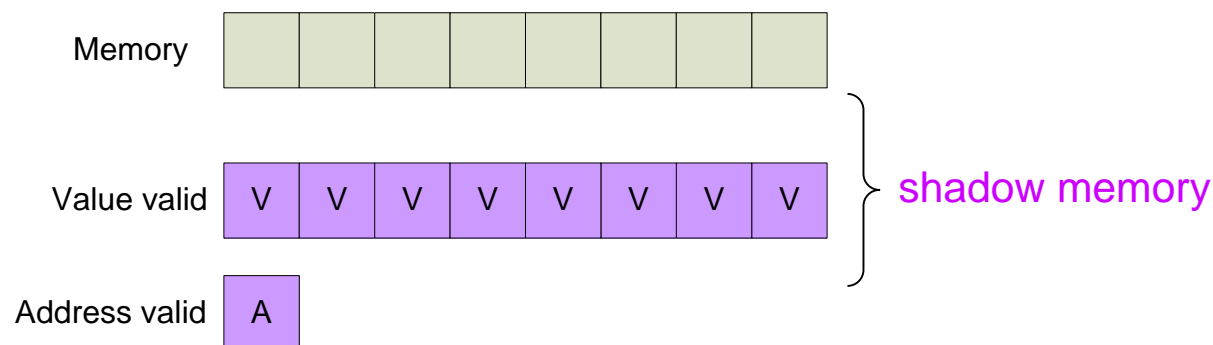 Memory
Value valid V V V V V V V V
shadow memory
Address valid A